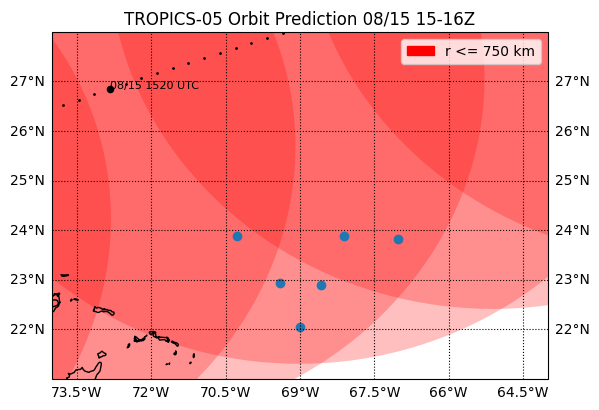 TROPICS-05 Orbit Prediction 08/15 15-16Z
r <= 750 km
08/15 1520 UTC
27°N 27°N
26°N 26°N
25°N 25°N
24°N 24°N
23°N 23°N
22°N 22°N
73.5°W 72°W 70.5°W 69°W 67.5°W 66°W 64.5°W